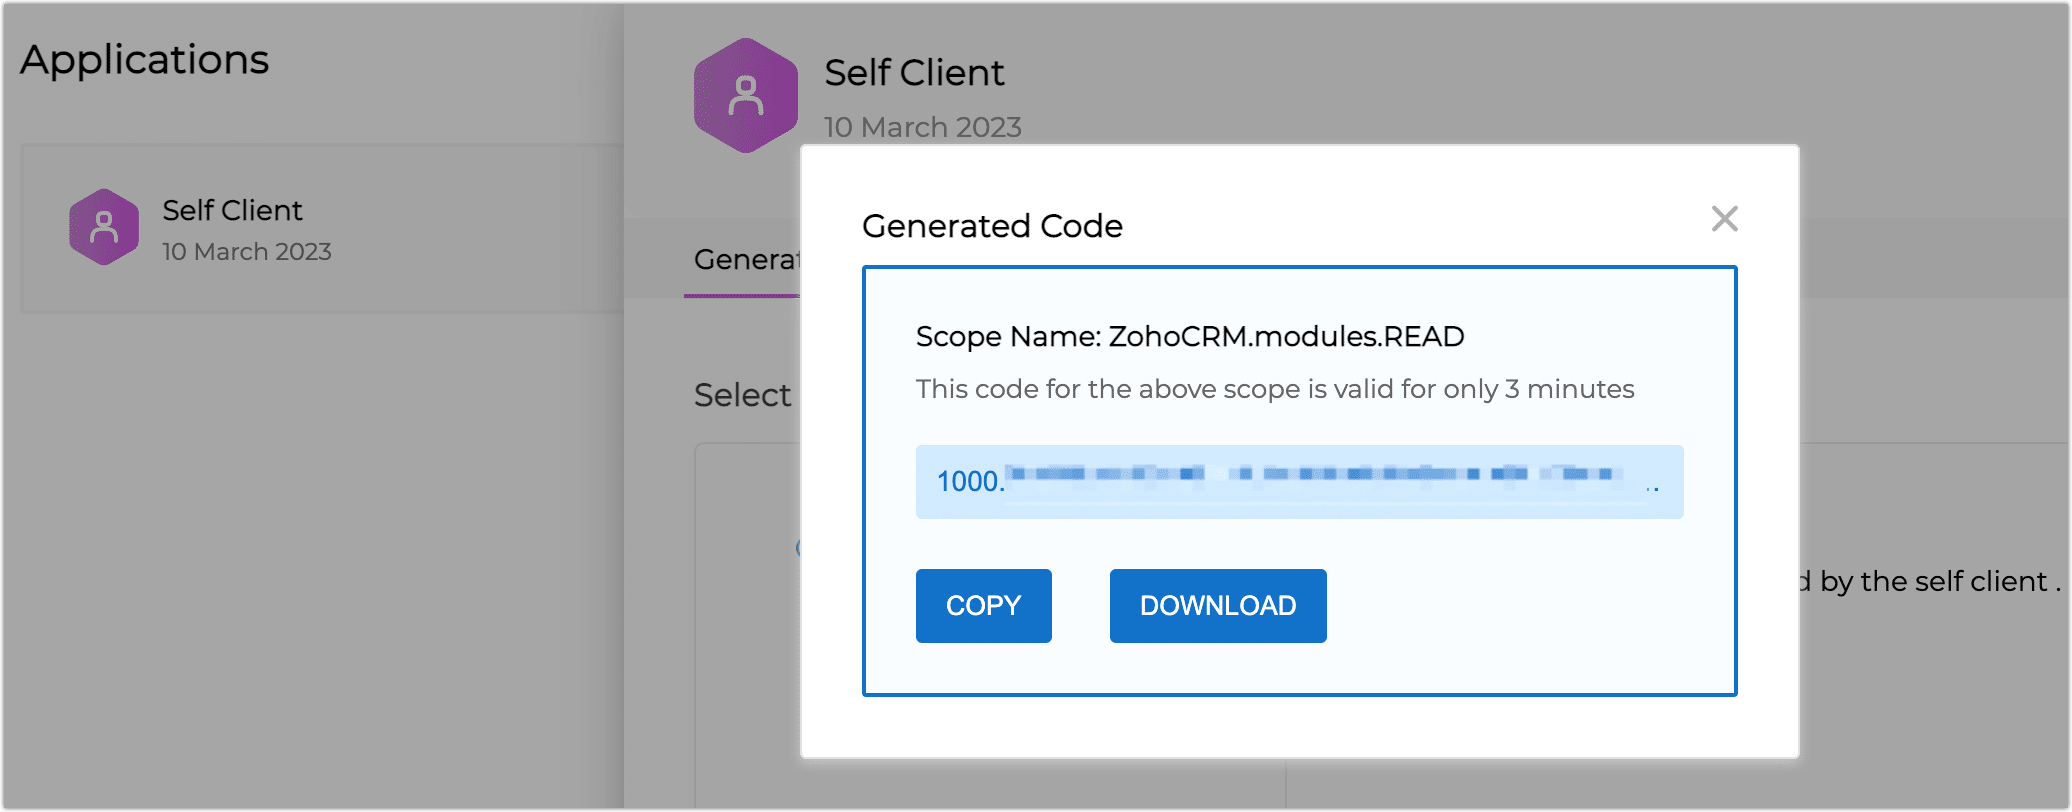 Applications
Self Client
10 March 2023
Self Client
10 March 2023
Generat
Select
Generated Code
Scope Name: ZohoCRM.modules.READ
This code for the above scope is valid for only 3 minutes
1000. ..
COPY DOWNLOAD
d by the self client .